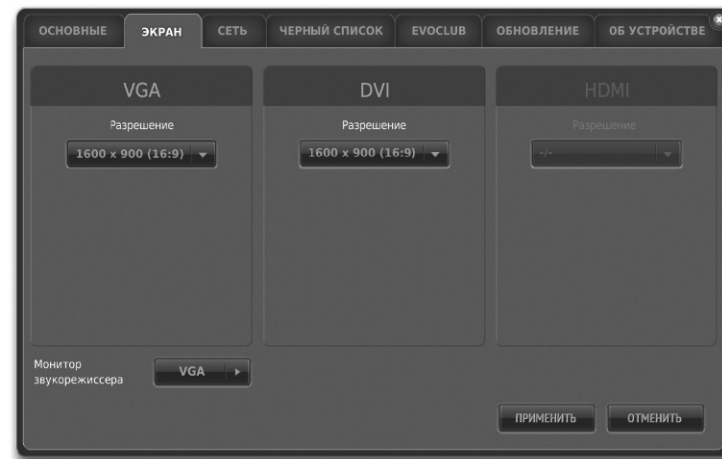 ОСНОВНЫЕ ЭКРАН СЕТЬ ЧЕРНЫЙ СПИСОК EVOCLUB ОБНОВЛЕНИЕ ОБ УСТРОЙСТВЕ
VGA DVI HDMI
Разрешение Разрешение Разрешение
1600 x 900 (16:9) 1600 x 900 (16:9) -/-
Монитор
звукорежиссера
VGA
ПРИМЕНИТЬ ОТМЕНИТЬ